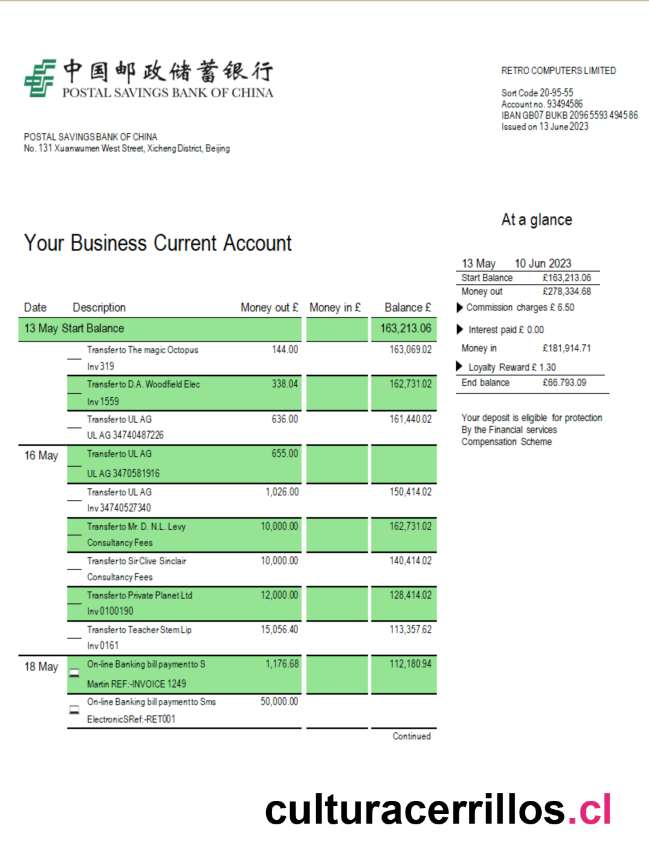 中国邮政储蓄银行
POSTAL SAVINGS BANK OF CHINA
RETRO COMPUTERS LIMITED
Sort Code 20-95-55
Account no. 93494586
IBAN GB07 BUKB 2096 5593 4945 86
Issued on 13 June 2023
POSTAL SAVINGS BANK OF CHINA
No. 131 Xuanwumen West Street, Xicheng District, Beijing
At a glance
Your Business Current Account
13 May 10 Jun 2023
Start Balance £163,213.06
Money out £278,334.68
Commission charges £ 6.50
Interest paid £ 0.00
Money in £181,914.71
Loyalty Reward £ 1.30
End balance £66.793.09
Your deposit is eligible for protection
By the Financial services
Compensation Scheme
Date Description Money out £ Money in £ Balance £
13 May Start Balance 163,213.06
Transfer to The magic Octopus 144.00 163,069.02
Inv 319
Transfer to D.A. Woodfield Elec 338.04 162,731.02
Inv 1559
Transfer to UL AG 636.00 161,440.02
UL AG 34740487226
16 May Transfer to UL AG 655.00
UL AG 3470581916
Transfer to UL AG 1,026.00 150,414.02
Inv 34740527340
Transfer to Mr. D. N.L. Levy 10,000.00 162,731.02
Consultancy Fees
Transfer to Sir Clive Sinclair 10,000.00 140,414.02
Consultancy Fees
Transfer to Private Planet Ltd 12,000.00 128,414.02
Inv 0100190
Transfer to Teacher Stem Lip 15,056.40 113,357.62
Inv 0161
18 May On-line Banking bill payment to S 1,176.68 112,180.94
Martin REF:-INVOICE 1249
On-line Banking bill payment to Sms 50,000.00
ElectronicSRef:-RET001
Continued
culturacerrillos.cl